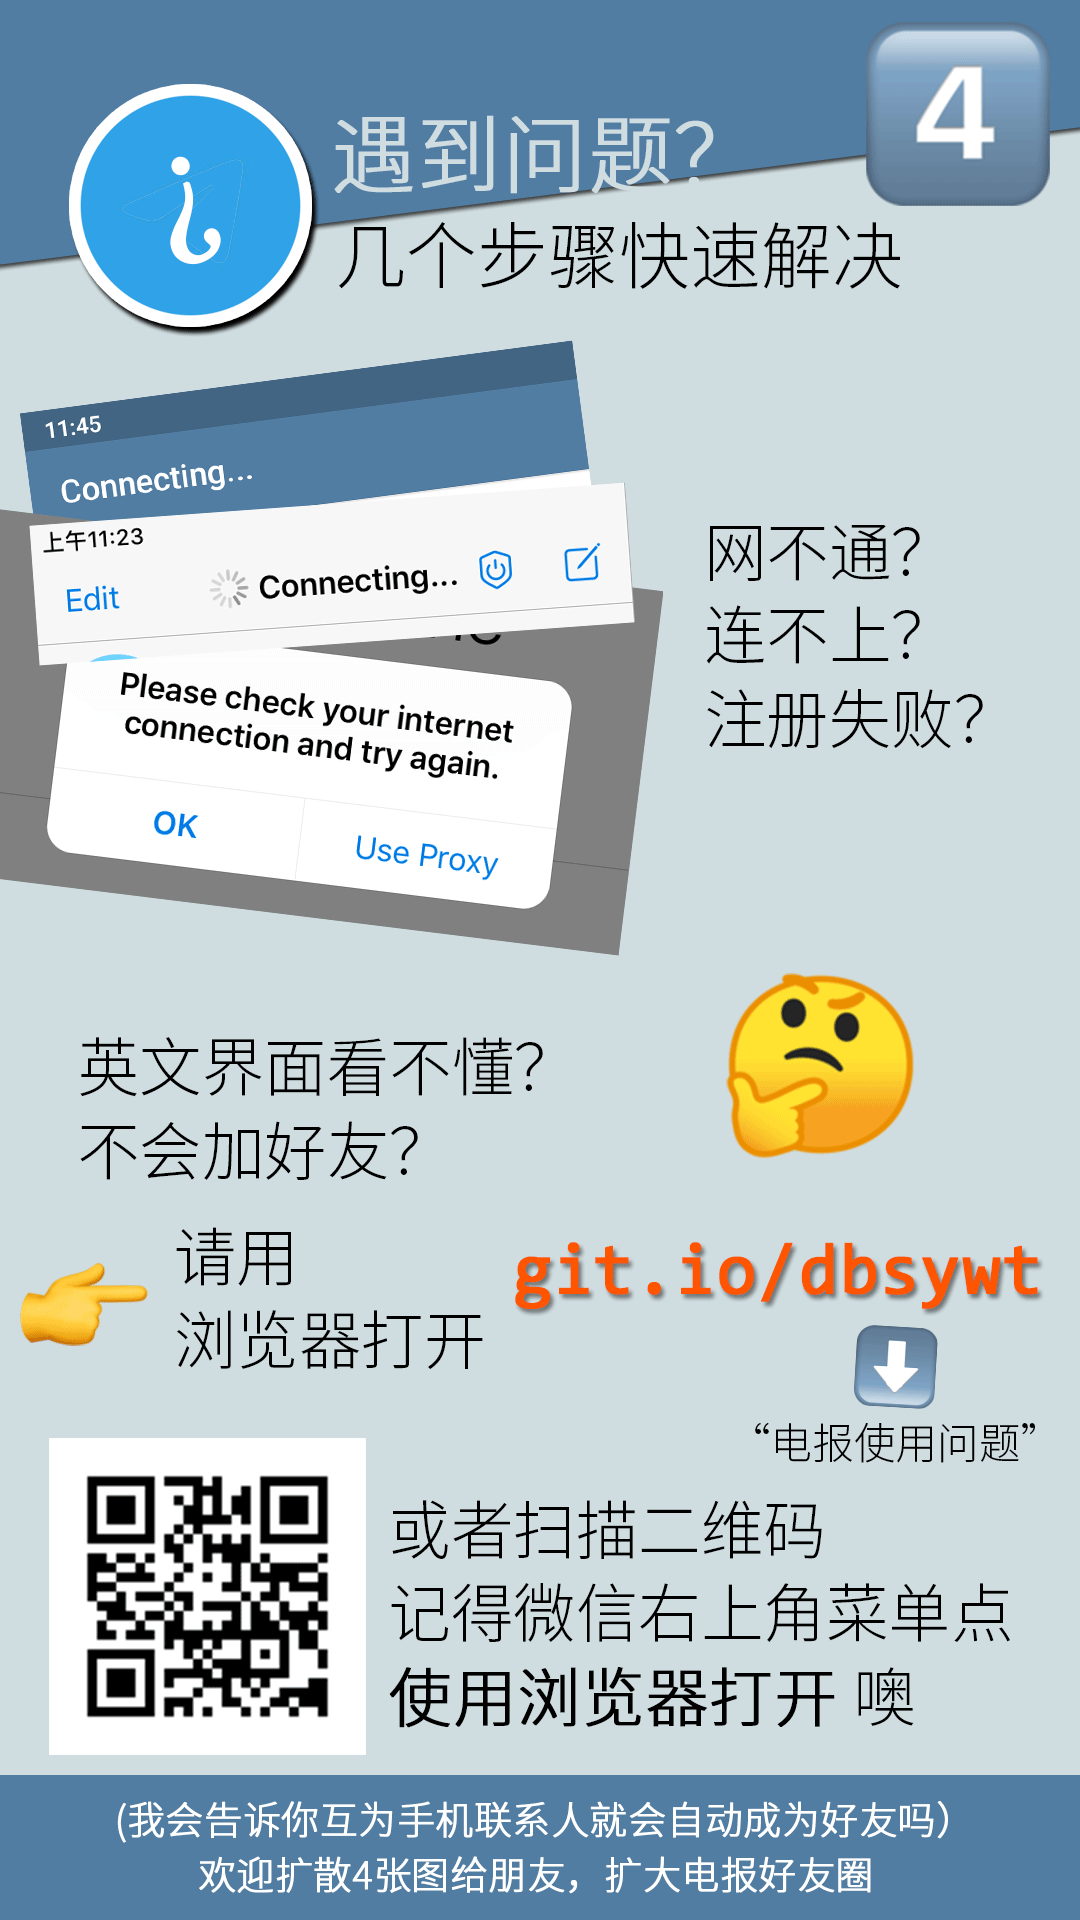 4
遇到问题？
几个步骤快速解决
11:45
Connecting...
上午11:23
Edit
Connecting...
Please check your internet
connection and try again.
OK
Use Proxy
网不通？
连不上？
注册失败？
英文界面看不懂？
不会加好友？
请用
浏览器打开
git.io/dbsywt
“电报使用问题”
或者扫描二维码
记得微信右上角菜单点
使用浏览器打开 噢
(我会告诉你互为手机联系人就会自动成为好友吗）
欢迎扩散4张图给朋友，扩大电报好友圈